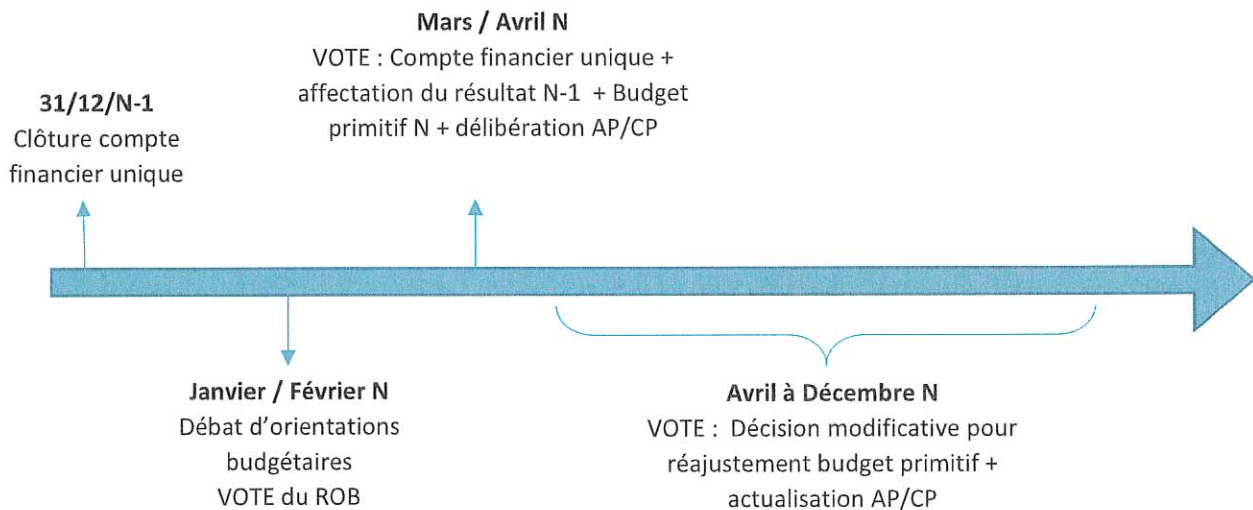 31/12/N-1
Clôture compte
financier unique
Janvier / Février N
Débat d'orientations
budgétaires
VOTE du ROB
Mars / Avril N
VOTE : Compte financier unique +
affectation du résultat N-1 + Budget
primitif N + délibération AP/CP
Avril à Décembre N
VOTE : Décision modificative pour
réajustement budget primitif +
actualisation AP/CP